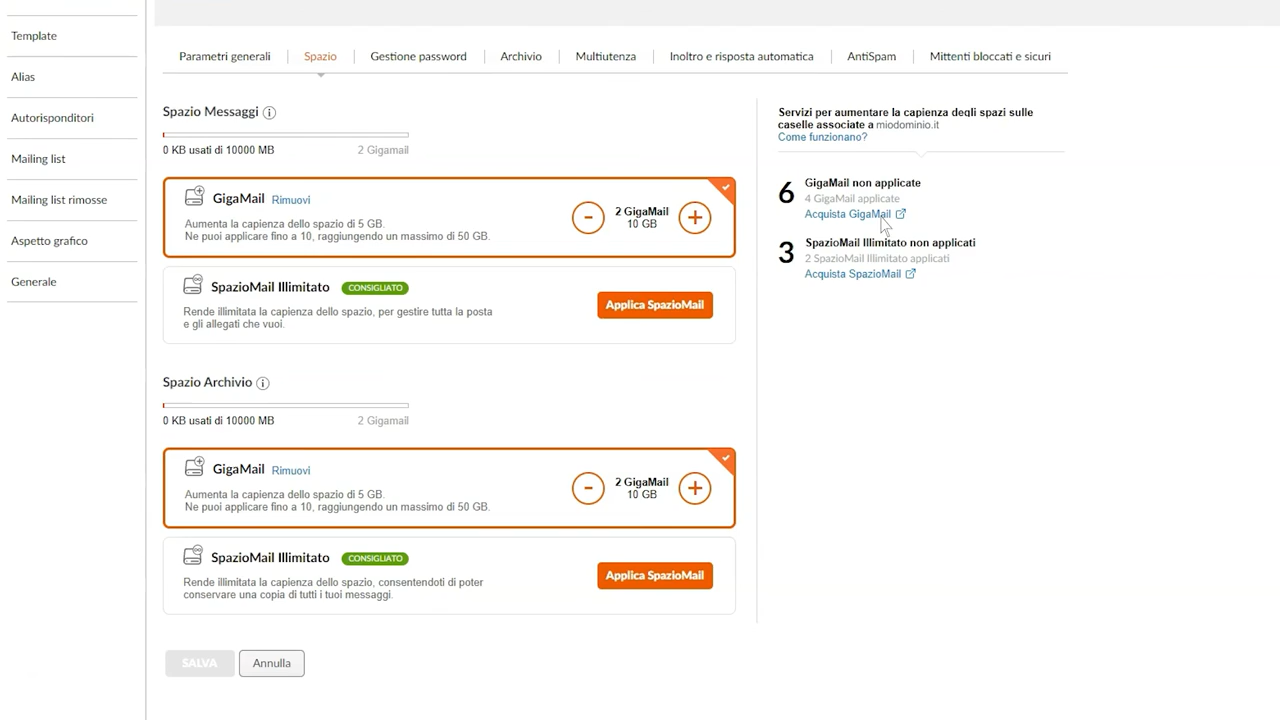 Template
Alias
Autorisponditori
Mailing list
Mailing list rimosse
Aspetto grafico
Generale
Parametri generali
Spazio
Gestione password
Archivio
Multiutenza
Inoltro e risposta automatica
AntiSpam
Mittenti bloccati e sicuri
Spazio Messaggi
0 KB usati di 10000 MB
2 Gigamail
GigaMail Rimuovi
Aumenta la capienza dello spazio di 5 GB.
Ne puoi applicare fino a 10, raggiungendo un massimo di 50 GB.
-
2 GigaMail
10 GB
+
SpazioMail Illimitato CONSIGLIATO
Rende illimitata la capienza dello spazio, per gestire tutta la posta
e gli allegati che vuoi.
Applica SpazioMail
Spazio Archivio
0 KB usati di 10000 MB
2 Gigamail
GigaMail Rimuovi
Aumenta la capienza dello spazio di 5 GB.
Ne puoi applicare fino a 10, raggiungendo un massimo di 50 GB.
-
2 GigaMail
10 GB
+
SpazioMail Illimitato CONSIGLIATO
Rende illimitata la capienza dello spazio, consentendoti di poter
conservare una copia di tutti i tuoi messaggi.
Applica SpazioMail
SALVA
Annulla
Servizi per aumentare la capienza degli spazi sulle
caselle associate a miodominio.it
Come funzionano?
6
GigaMail non applicate
4 GigaMail applicate
Acquista GigaMail
3
SpazioMail Illimitato non applicati
2 SpazioMail Illimitato applicati
Acquista SpazioMail